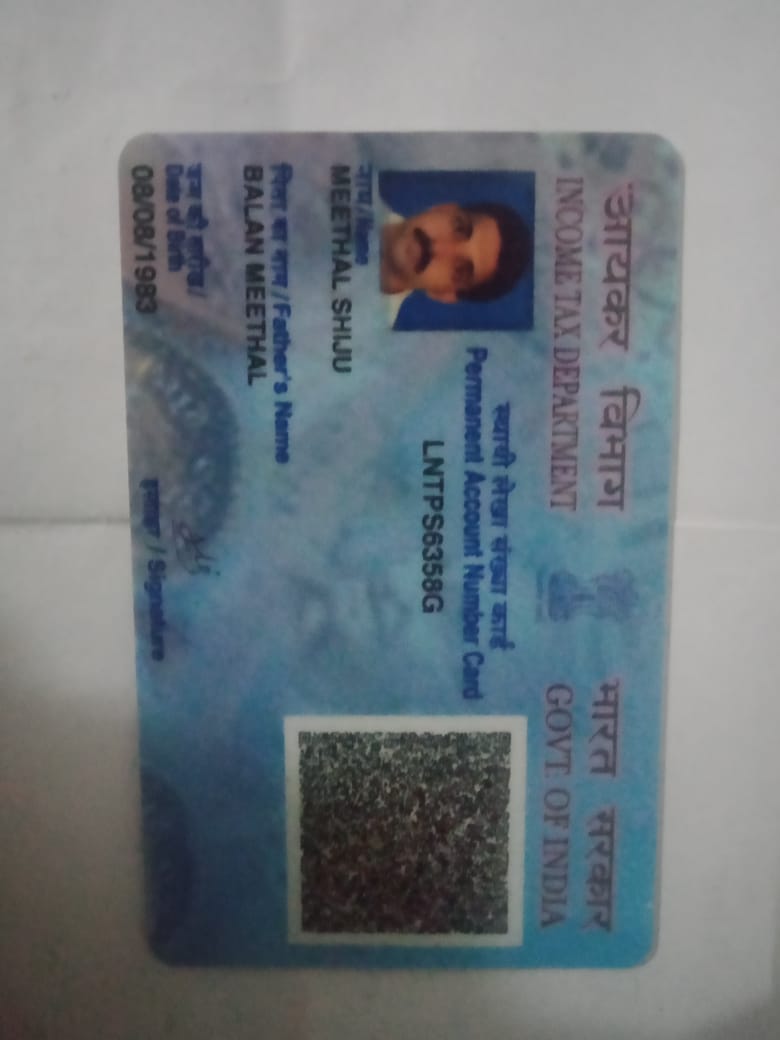 आयकर विभाग
INCOME TAX DEPARTMENT
भारत सरकार
GOVT. OF INDIA
स्थायी लेखा संख्या कार्ड
Permanent Account Number Card
LNTPS6358G
नाम / Name
MEETHAL SHIJU
पिता का नाम / Father's Name
BALAN MEETHAL
जन्म की तारीख /
Date of Birth
08/08/1983
हस्ताक्षर / Signature